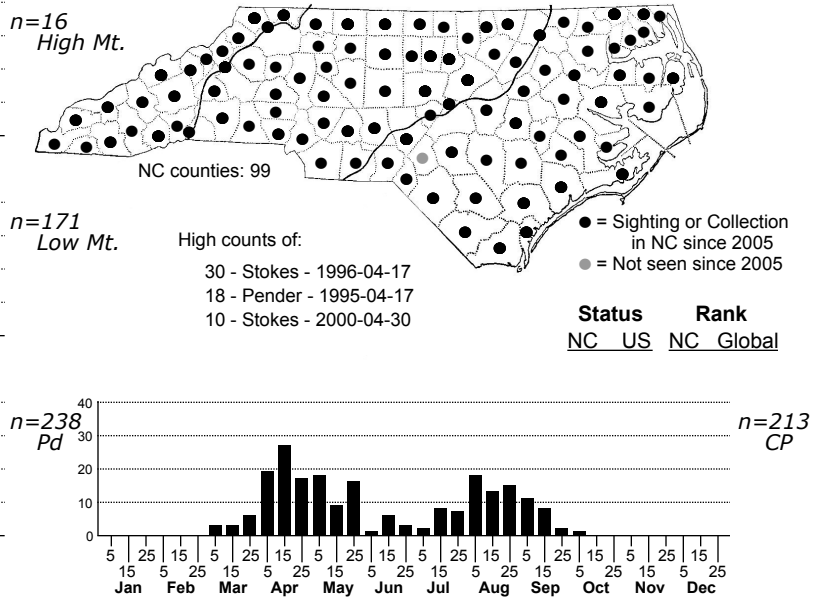 n=16
High Mt.
NC counties: 99
n=171
Low Mt.
High counts of:
30 - Stokes - 1996-04-17
18 - Pender - 1995-04-17
10 - Stokes - 2000-04-30
= Sighting or Collection
in NC since 2005
= Not seen since 2005
Status Rank
NC US NC Global
n=238
Pd
n=213
CP
40
30
20
10
0
5 25 15 5 25 15 5 25 15 5 25 15 5 25 15 5 25 15
15 5 25 15 5 25 15 5 25 15 5 25 15 5 25 15 5 25
Jan Feb Mar Apr May Jun Jul Aug Sep Oct Nov Dec